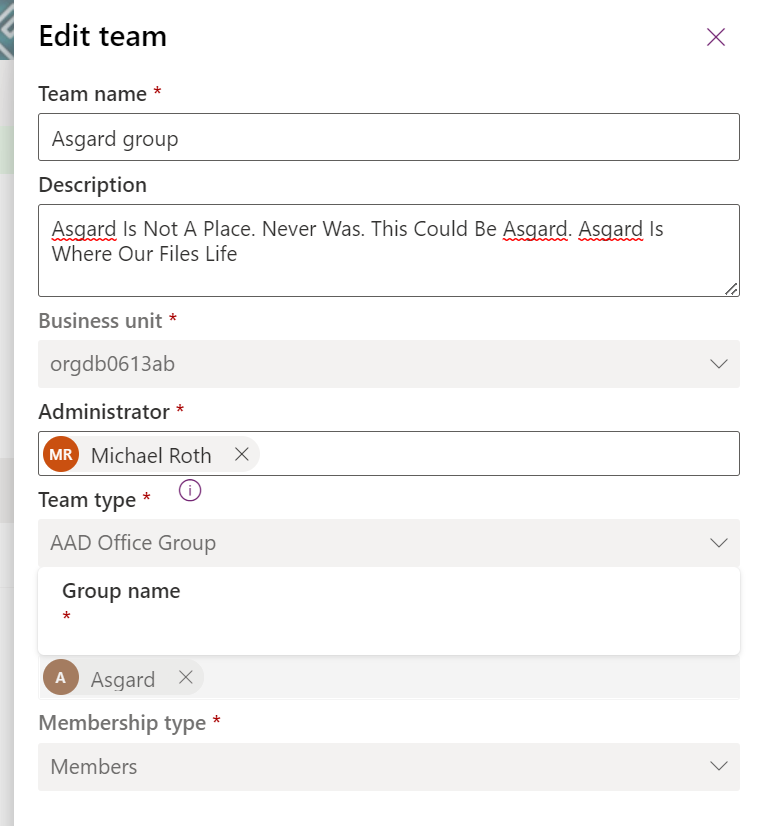 Edit team
Team name *
Asgard group
Description
Asgard Is Not A Place. Never Was. This Could Be Asgard. Asgard Is
Where Our Files Life
Business unit *
orgdb0613ab
Administrator *
MR Michael Roth
Team type *
AAD Office Group
Group name
*
A Asgard
Membership type *
Members